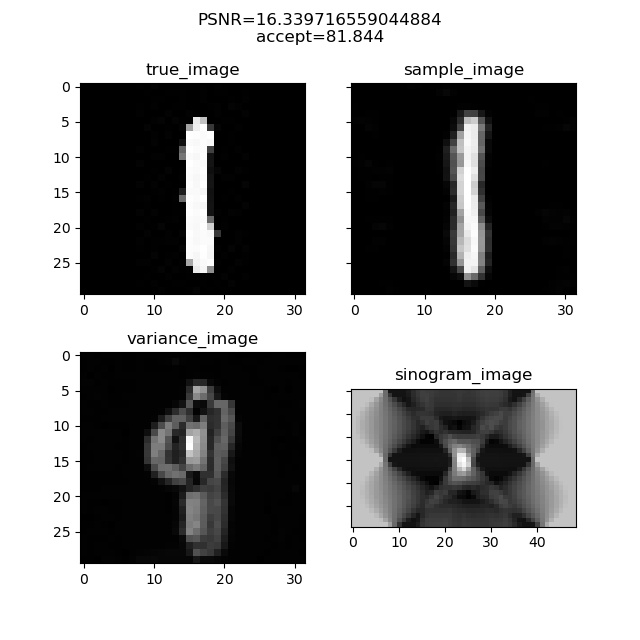 PSNR=16.339716559044884
accept=81.844
true_image
sample_image
0
5
10
15
20
25
0 10 20 30
0 10 20 30
variance_image
sinogram_image
0
5
10
15
20
25
0 10 20 30
0 10 20 30 40